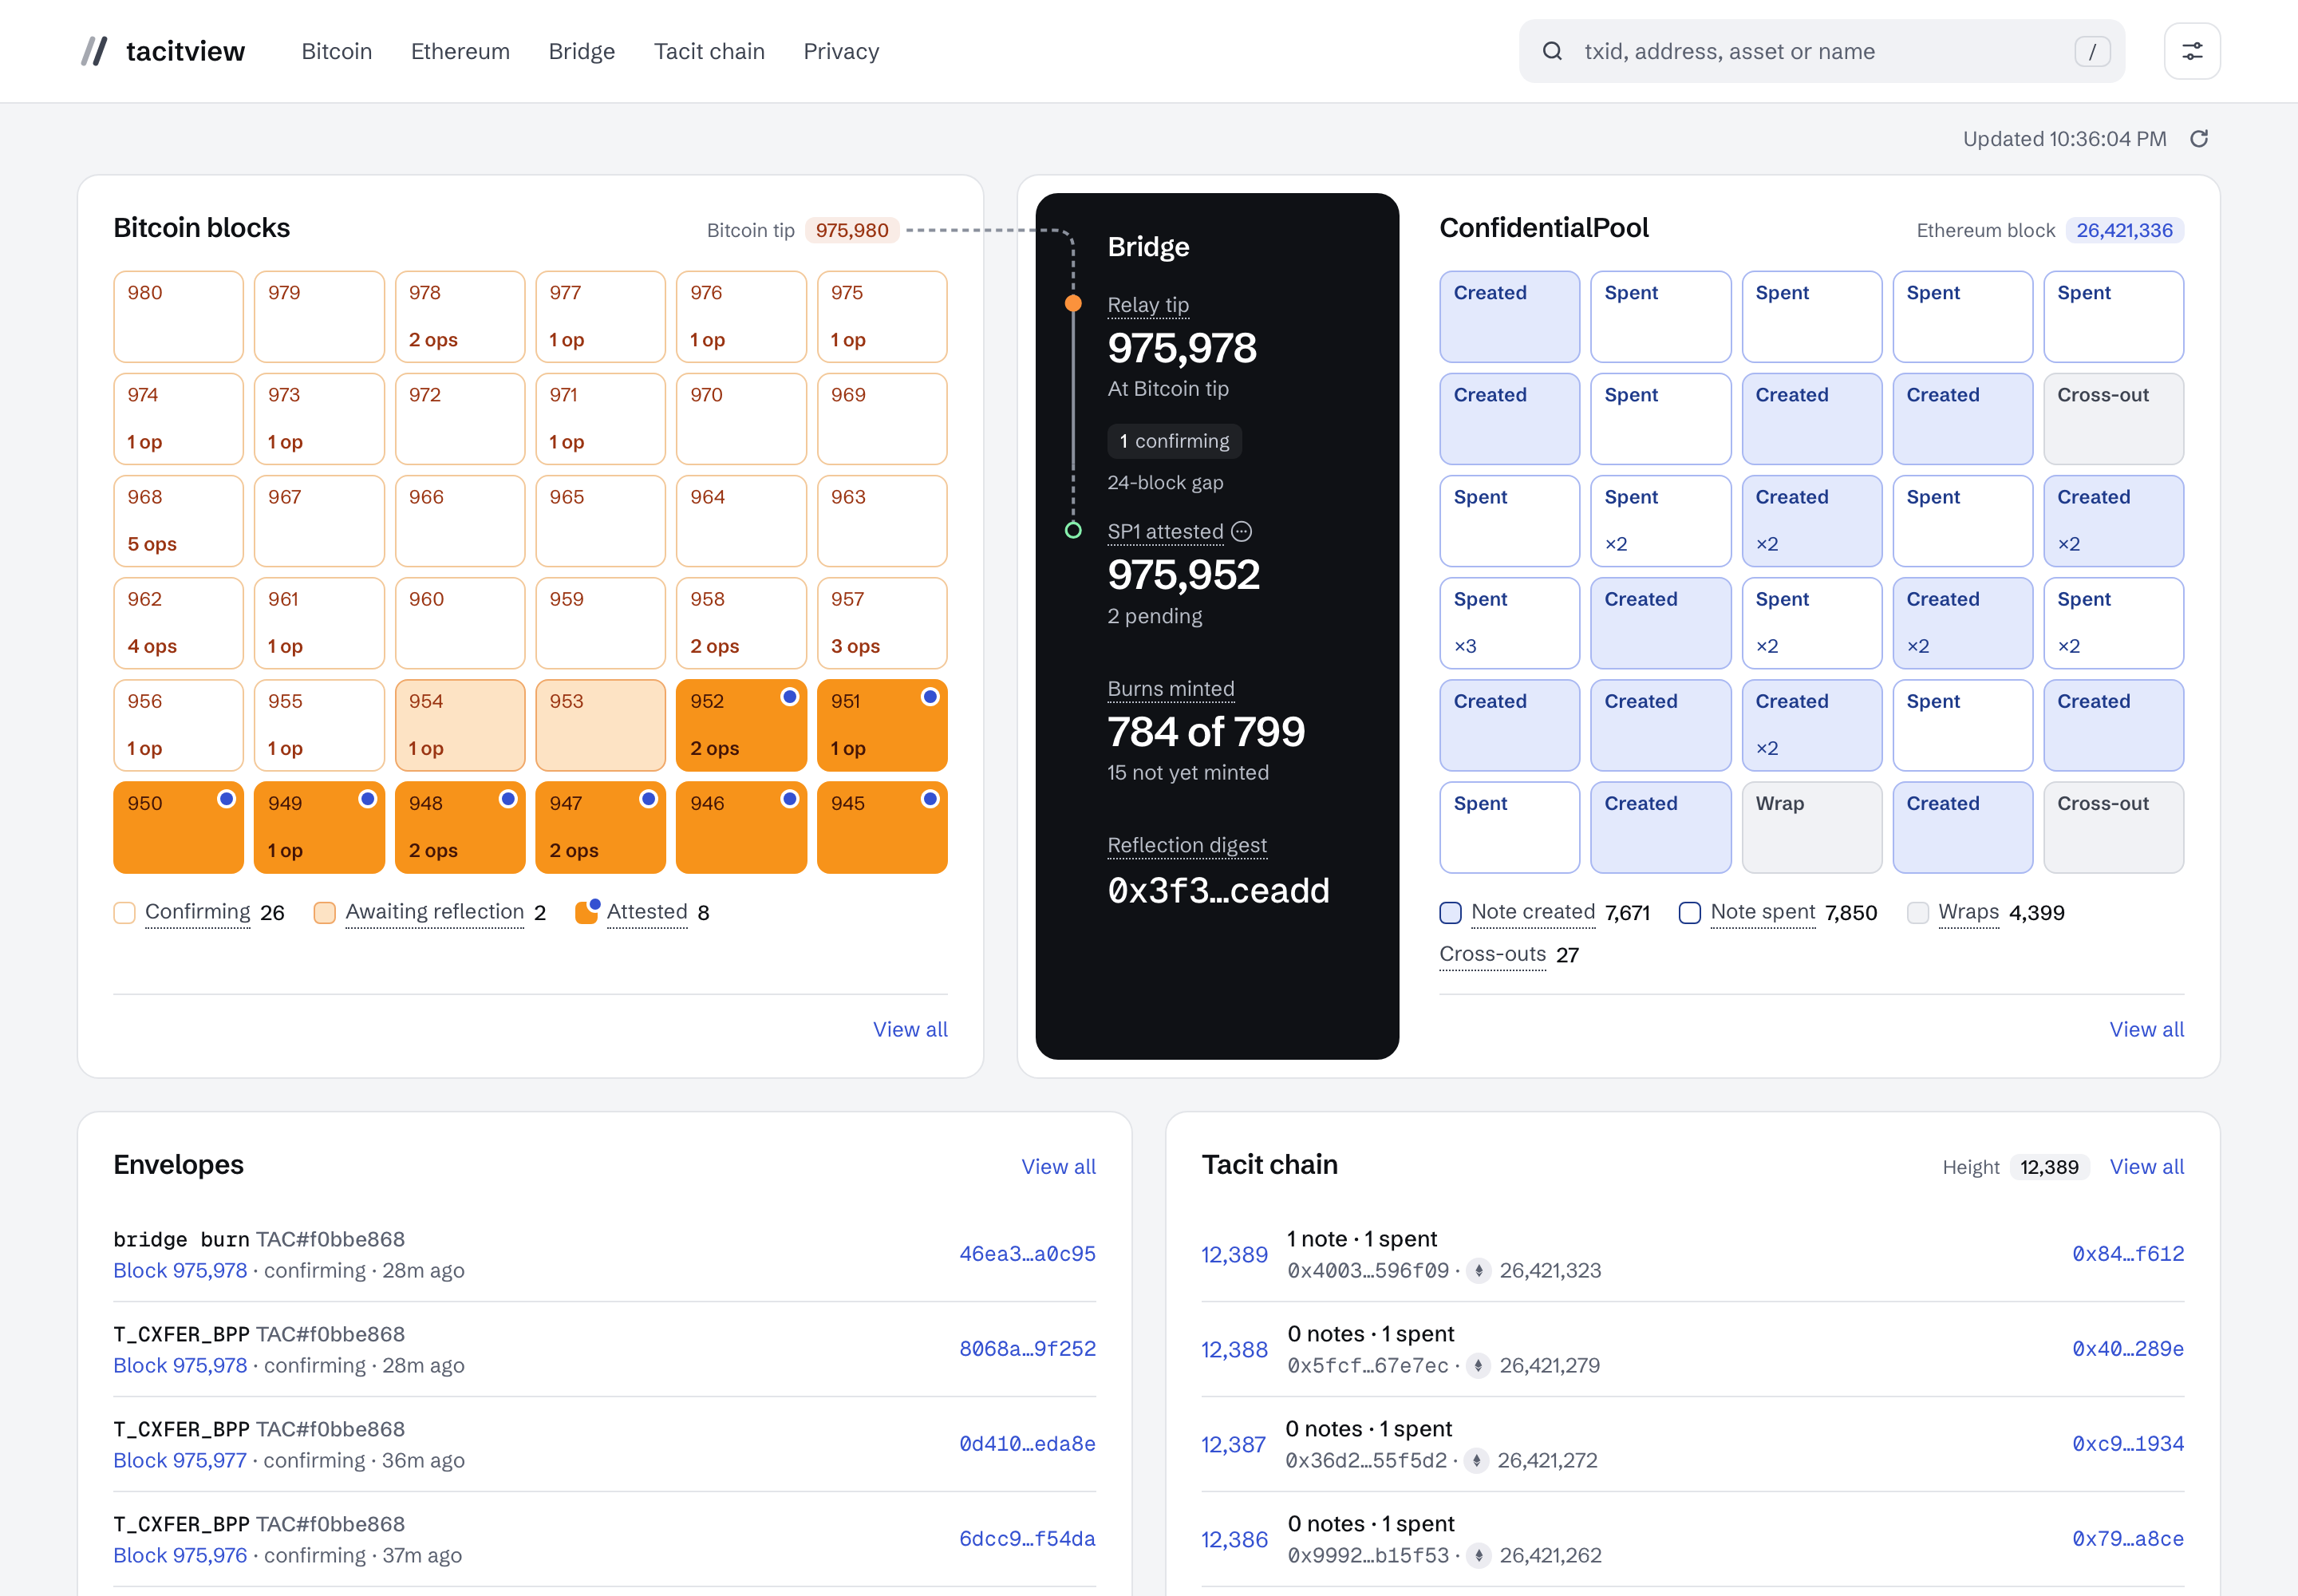 tacitview Bitcoin Ethereum Bridge Tacit chain Privacy txid, address, asset or name /
Updated 10:36:04 PM
Bitcoin blocks Bitcoin tip 975,980
980 979 978 977 976 975
2 ops 1 op 1 op 1 op
974 973 972 971 970 969
1 op 1 op 1 op
968 967 966 965 964 963
5 ops
962 961 960 959 958 957
4 ops 1 op 2 ops 3 ops
956 955 954 953 952 951
1 op 1 op 1 op 2 ops 1 op
950 949 948 947 946 945
1 op 2 ops 2 ops
Confirming 26 Awaiting reflection 2 Attested 8
View all
Bridge
Relay tip
975,978
At Bitcoin tip
1 confirming
24-block gap
SP1 attested
975,952
2 pending
Burns minted
784 of 799
15 not yet minted
Reflection digest
0x3f3…ceadd
ConfidentialPool Ethereum block 26,421,336
Created Spent Spent Spent Spent
Created Spent Created Created Cross-out
Spent Spent Created Spent Created
×2 ×2 ×2
Spent Created Spent Created Spent
×3 ×2 ×2 ×2
Created Created Created Spent Created
×2
Spent Created Wrap Created Cross-out
Note created 7,671 Note spent 7,850 Wraps 4,399
Cross-outs 27
View all
Envelopes View all
bridge burn TAC#f0bbe868
Block 975,978 · confirming · 28m ago
46ea3…a0c95
T_CXFER_BPP TAC#f0bbe868
Block 975,978 · confirming · 28m ago
8068a…9f252
T_CXFER_BPP TAC#f0bbe868
Block 975,977 · confirming · 36m ago
0d410…eda8e
T_CXFER_BPP TAC#f0bbe868
Block 975,976 · confirming · 37m ago
6dcc9…f54da
Tacit chain Height 12,389 View all
12,389
1 note · 1 spent
0x4003…596f09 · 26,421,323
0x84…f612
12,388
0 notes · 1 spent
0x5fcf…67e7ec · 26,421,279
0x40…289e
12,387
0 notes · 1 spent
0x36d2…55f5d2 · 26,421,272
0xc9…1934
12,386
0 notes · 1 spent
0x9992…b15f53 · 26,421,262
0x79…a8ce